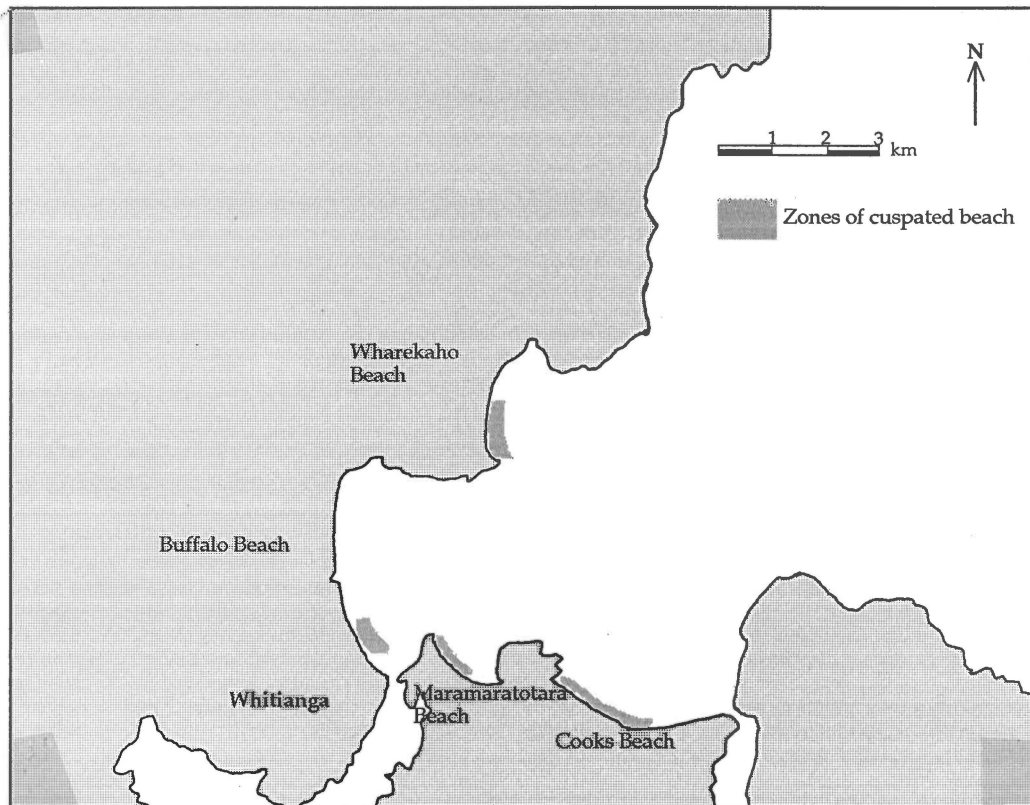 N
1 2 3
km
Zones of cuspated beach
Wharekaho
Beach
Buffalo Beach
Whitianga
Maramaratotara
Beach
Cooks Beach